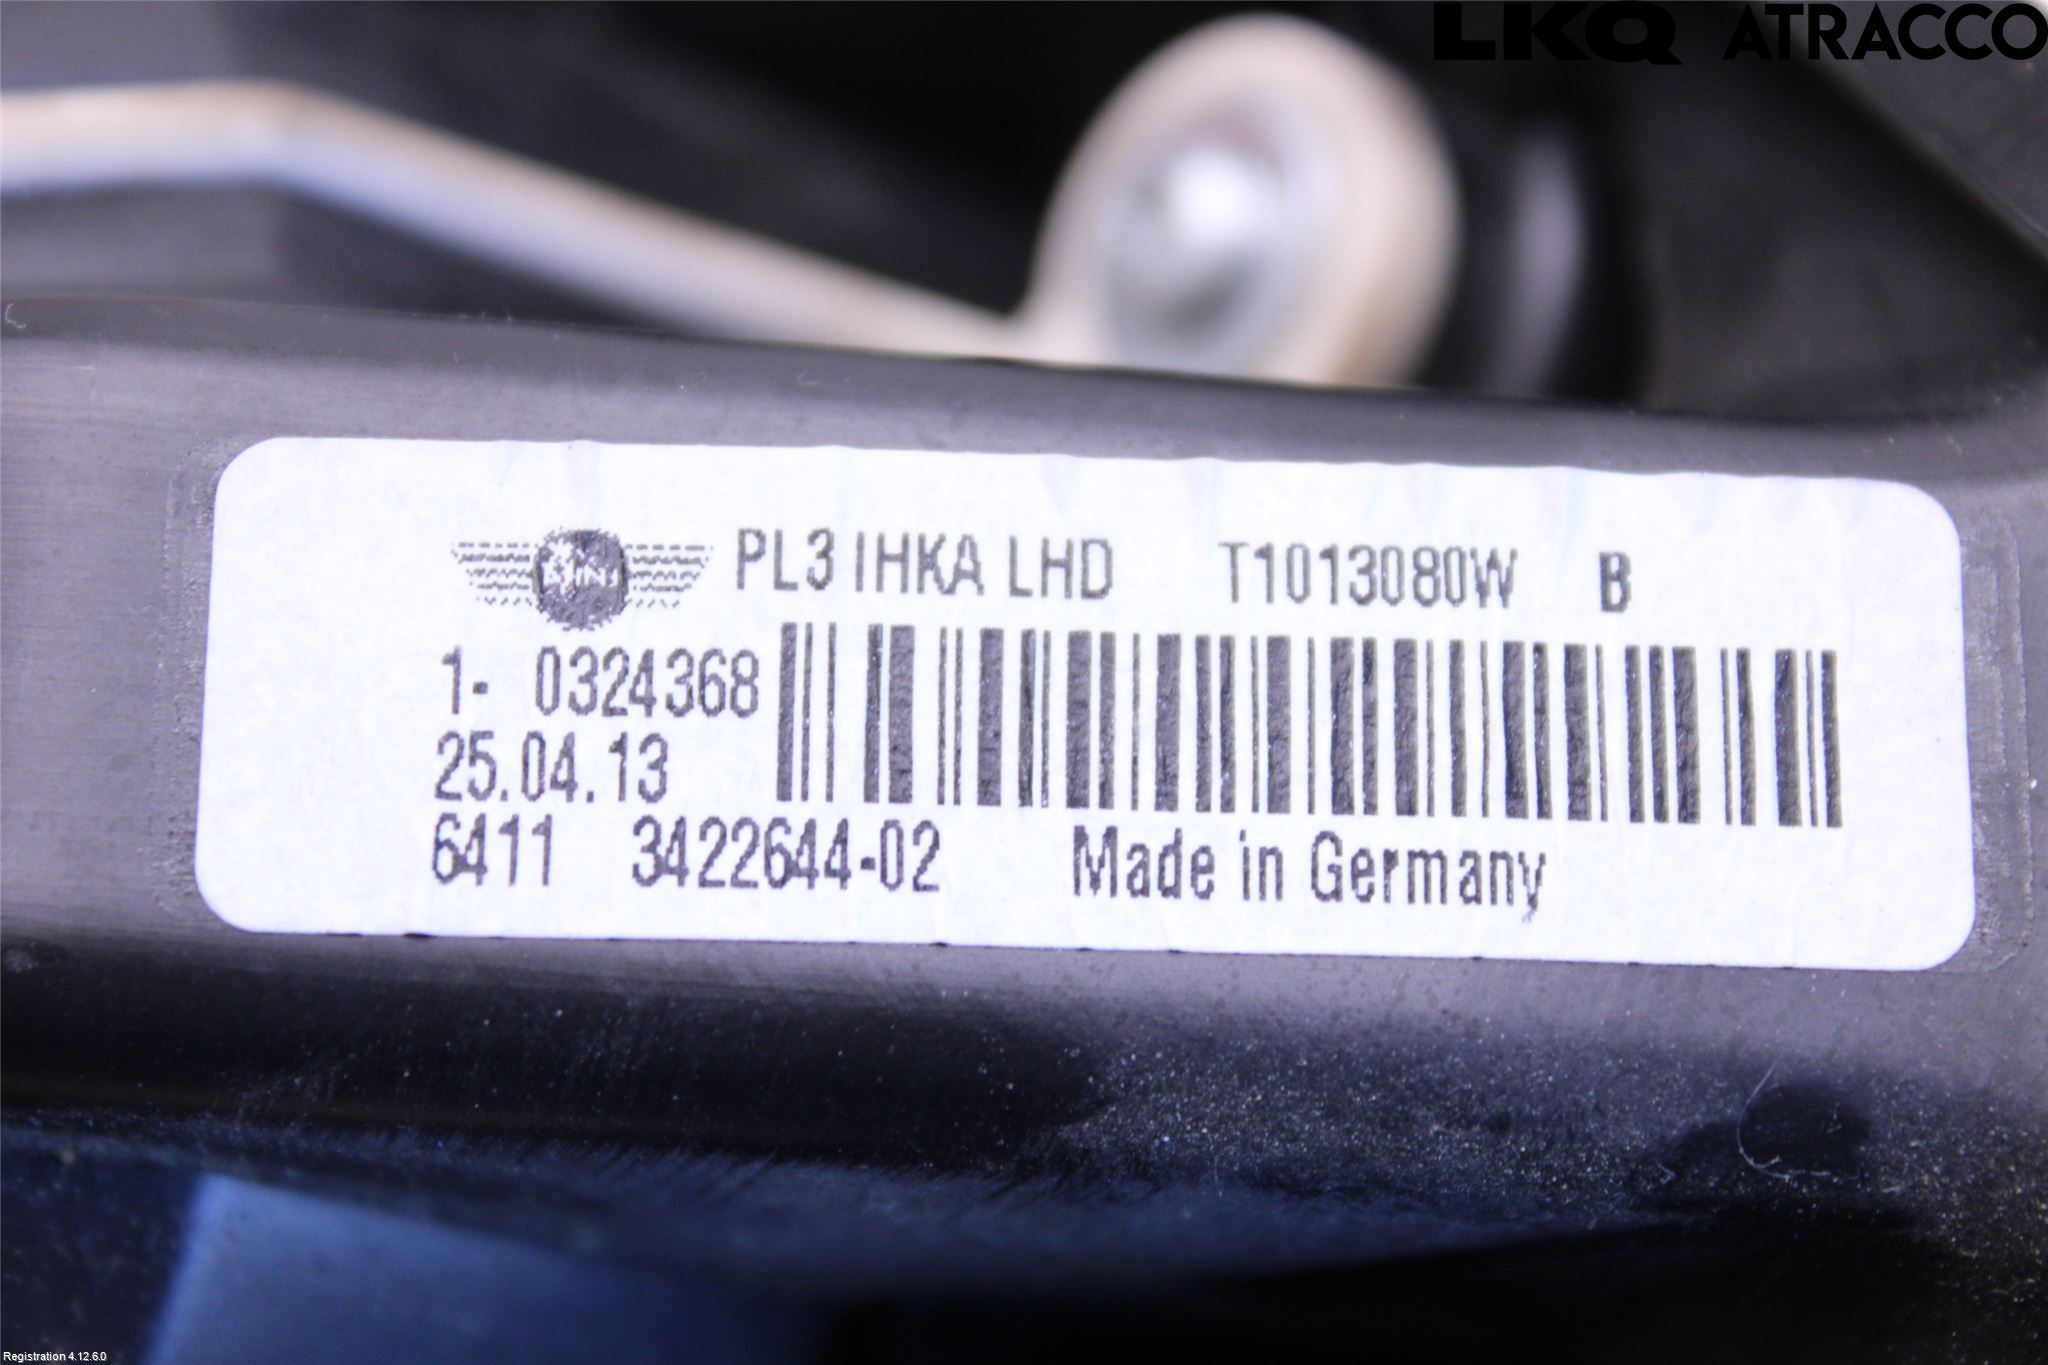 LKQ ATRACCO
MINI PL3 IHKA LHD T1013080W B
1- 0324368
25.04.13
6411 3422644-02 Made in Germany
Registration 4.12.6.0